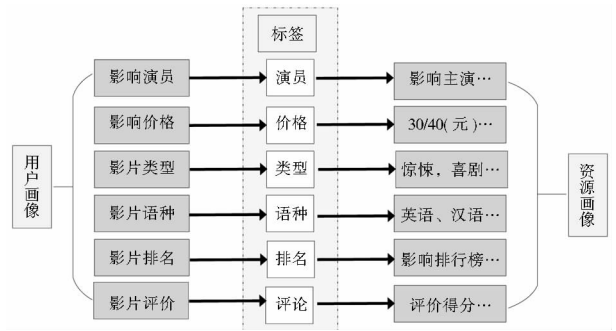 标签
影响演员 演员 影响主演…
影响价格 价格 30/40(元)…
影片类型 类型 惊悚，喜剧…
用户画像
资源画像
影片语种 语种 英语、汉语…
影片排名 排名 影响排行榜…
影片评价 评论 评价得分…